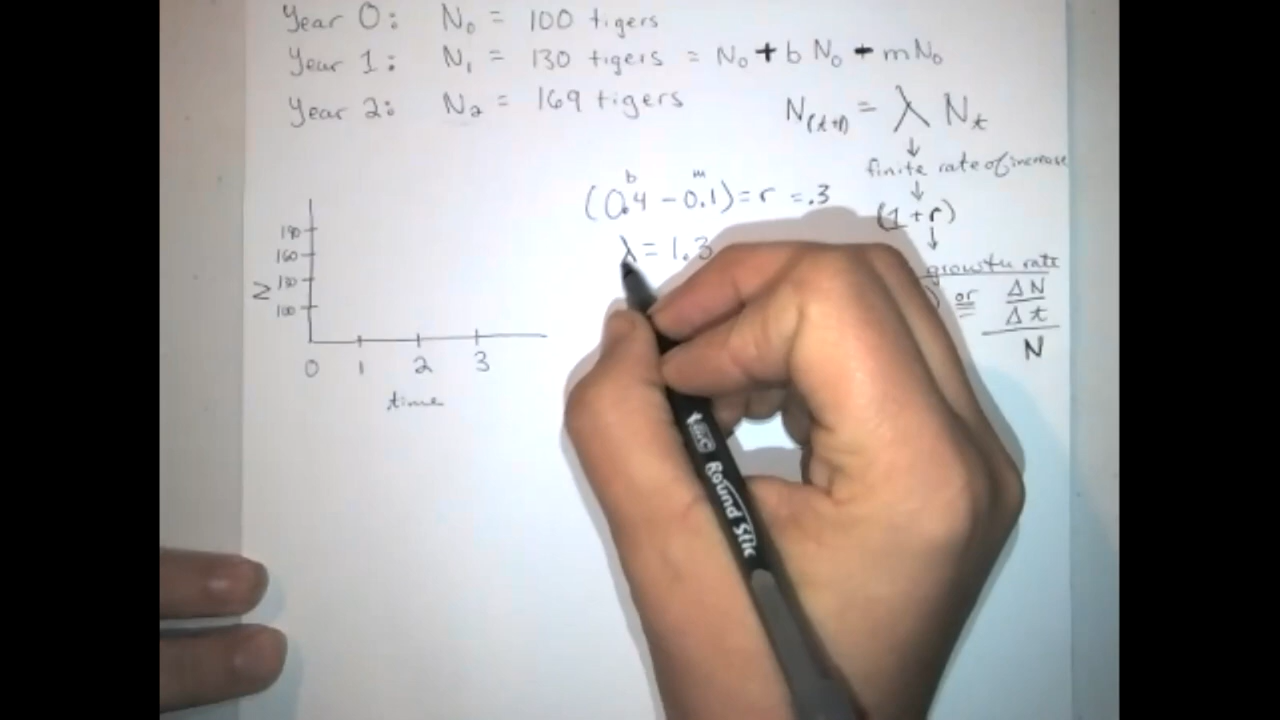 Year 0: N₀ = 100 tigers
Year 1: N₁ = 130 tigers = N₀ + b N₀ - m N₀
Year 2: N₂ = 169 tigers
N(t+1) = λ Nt
↓
finite rate of increase
↓
(1 + r)
↓
growth rate
) or ΔN
Δt
N
b m
(0.4 - 0.1) = r = .3
λ = 1.3
190
160
130
100
N
0 1 2 3
time
BIC Round Stic